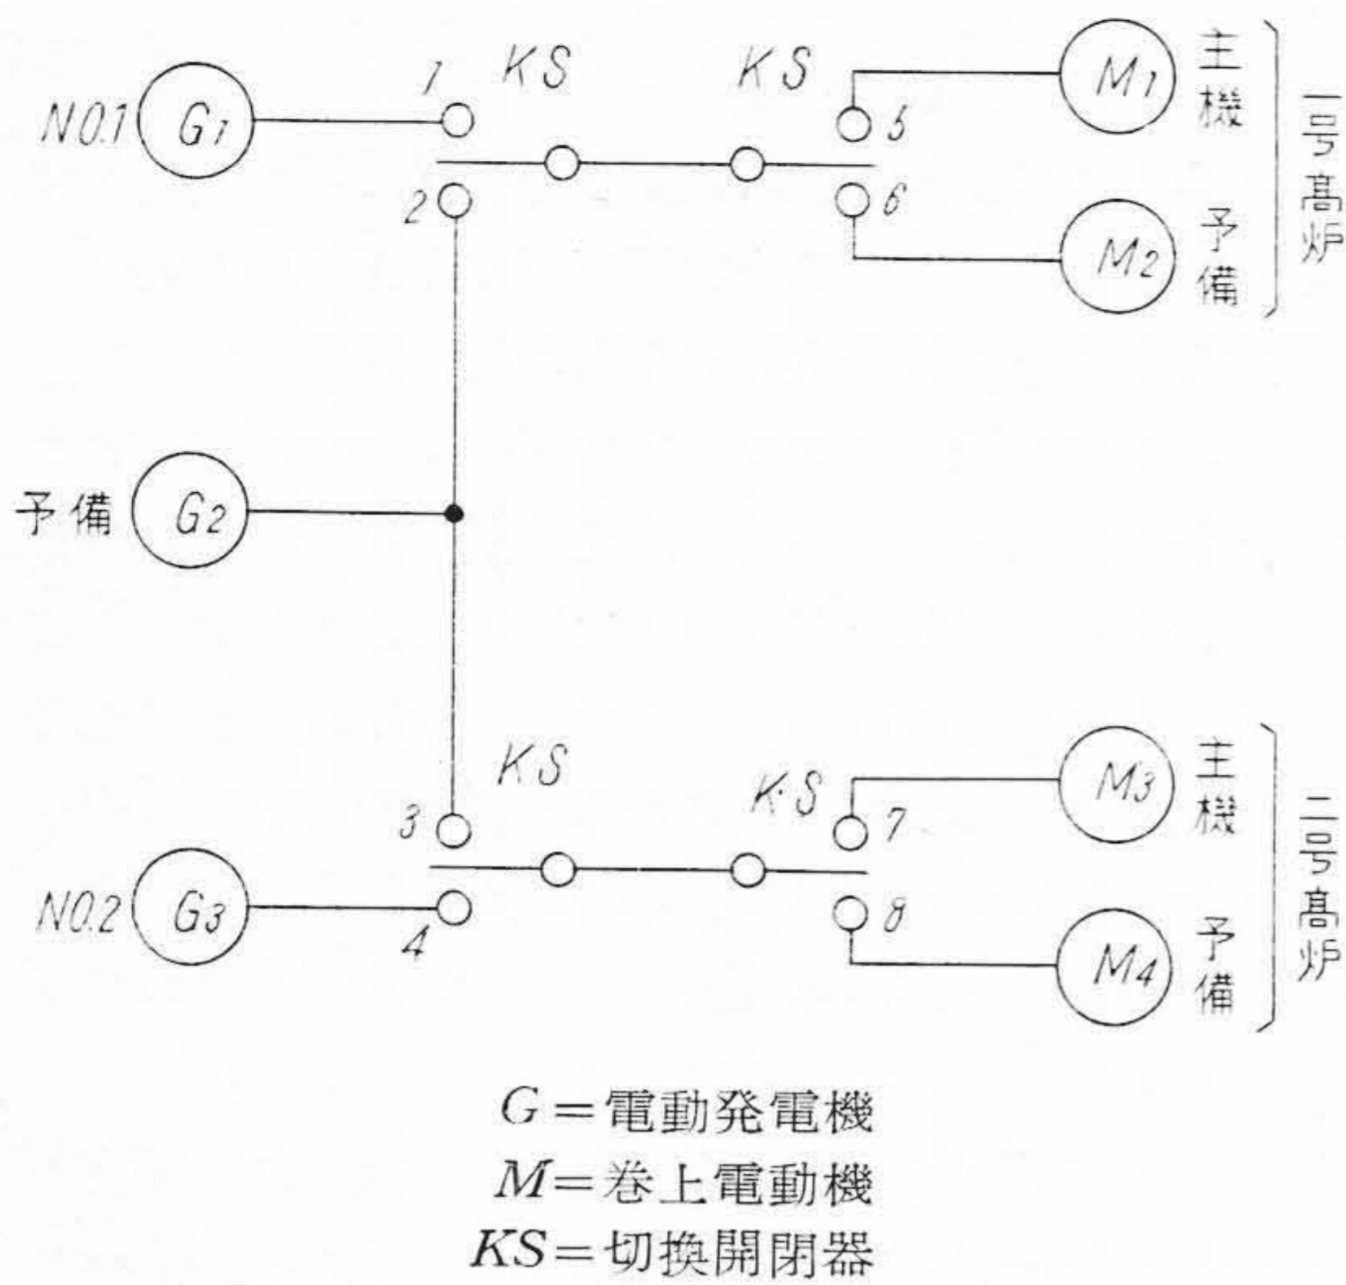 1 KS KS M1 主機
NO.1 G1 5
2 6 M2 予備
一号高炉
予備 G2
3 KS K·S 7 M3 主機
NO.2 G3 4 8 M4 予備
二号高炉
G=電動発電機
M=巻上電動機
KS=切換開閉器